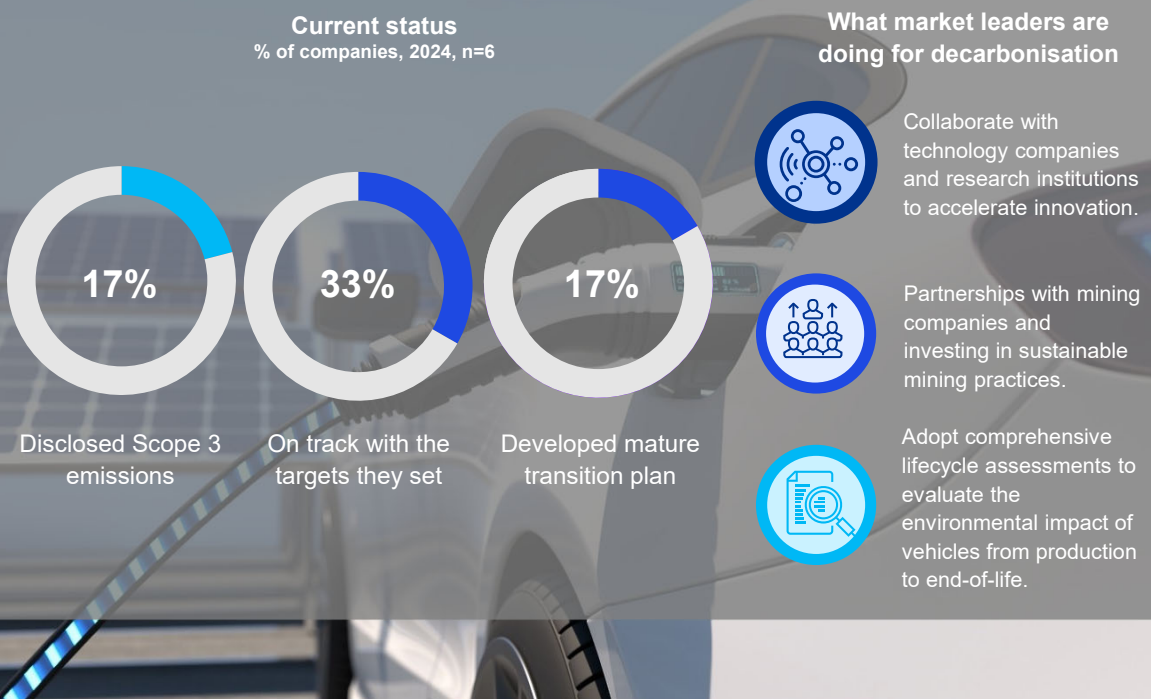 Current status
% of companies, 2024, n=6
17%
33%
17%
Disclosed Scope 3
emissions
On track with the
targets they set
Developed mature
transition plan
What market leaders are
doing for decarbonisation
Collaborate with
technology companies
and research institutions
to accelerate innovation.
Partnerships with mining
companies and
investing in sustainable
mining practices.
Adopt comprehensive
lifecycle assessments to
evaluate the
environmental impact of
vehicles from production
to end-of-life.